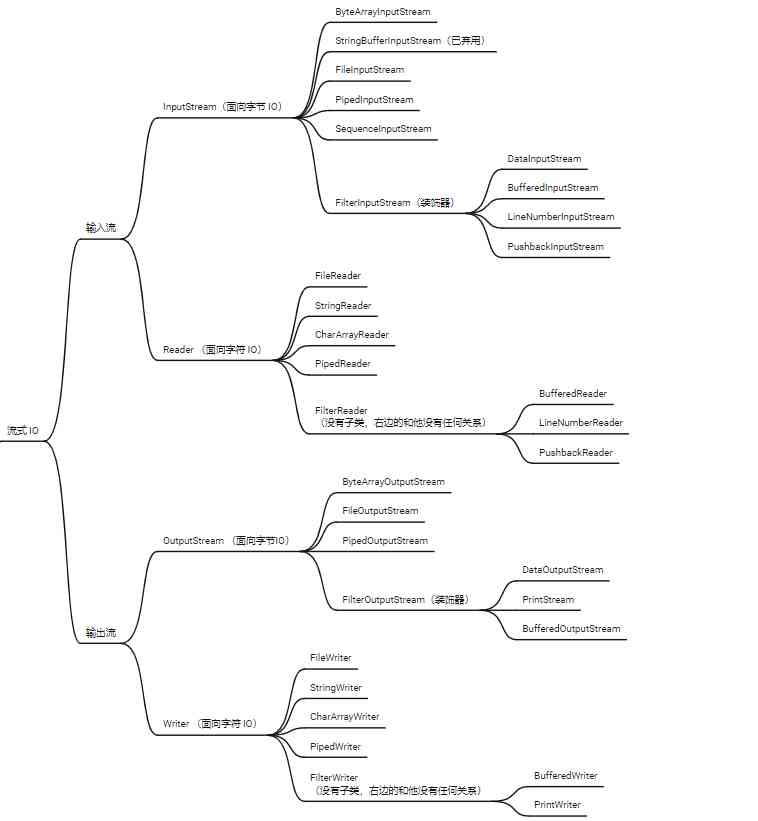 ByteArrayInputStream
StringBufferInputStream（已弃用）
FileInputStream
PipedInputStream
InputStream（面向字节 IO）
SequenceInputStream
DataInputStream
BufferedInputStream
FilterInputStream（装饰器）
LineNumberInputStream
输入流
PushbackInputStream
FileReader
StringReader
CharArrayReader
Reader （面向字符 IO）
PipedReader
BufferedReader
FilterReader
（没有子类，右边的和他没有任何关系）
LineNumberReader
流式 IO
PushbackReader
ByteArrayOutputStream
FileOutputStream
OutputStream （面向字节IO）
PipedOutputStream
DataOutputStream
FilterOutputStream（装饰器）
PrintStream
输出流
BufferedOutputStream
FileWriter
StringWriter
CharArrayWriter
Writer （面向字符 IO）
PipedWriter
FilterWriter
（没有子类，右边的和他没有任何关系）
BufferedWriter
PrintWriter